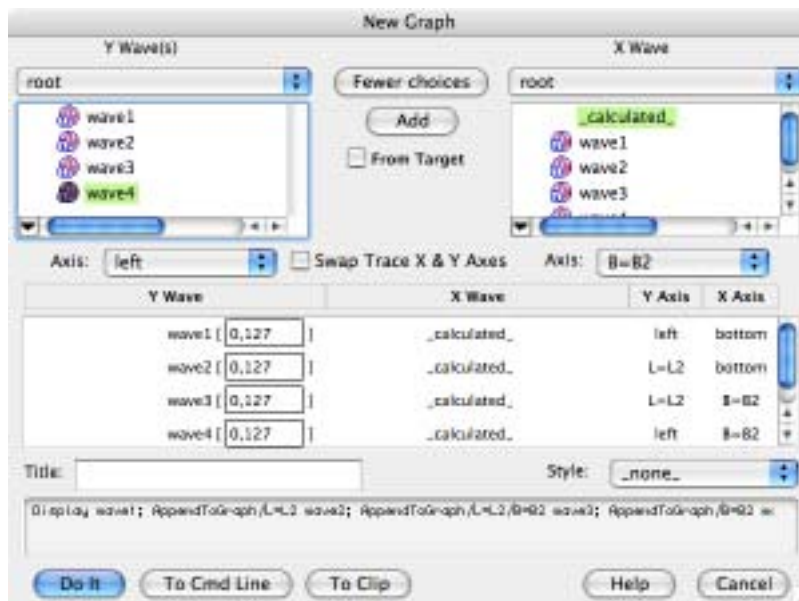 New Graph
Y Wave(s) X Wave
root Fewer choices root
wave1 Add _calculated_
wave2 wave1
wave3 From Target wave2
wave4 wave3
Axis: left Swap Trace X & Y Axes Axis: B=B2
Y Wave X Wave Y Axis X Axis
wave1 [ 0,127 ] _calculated_ left bottom
wave2 [ 0,127 ] _calculated_ L=L2 bottom
wave3 [ 0,127 ] _calculated_ L=L2 B=B2
wave4 [ 0,127 ] _calculated_ left B=B2
Title: Style: _none_
Display wave1; AppendToGraph/L=L2 wave2; AppendToGraph/L=L2/B=B2 wave3; AppendToGraph/B=B2
Do It To Cmd Line To Clip Help Cancel